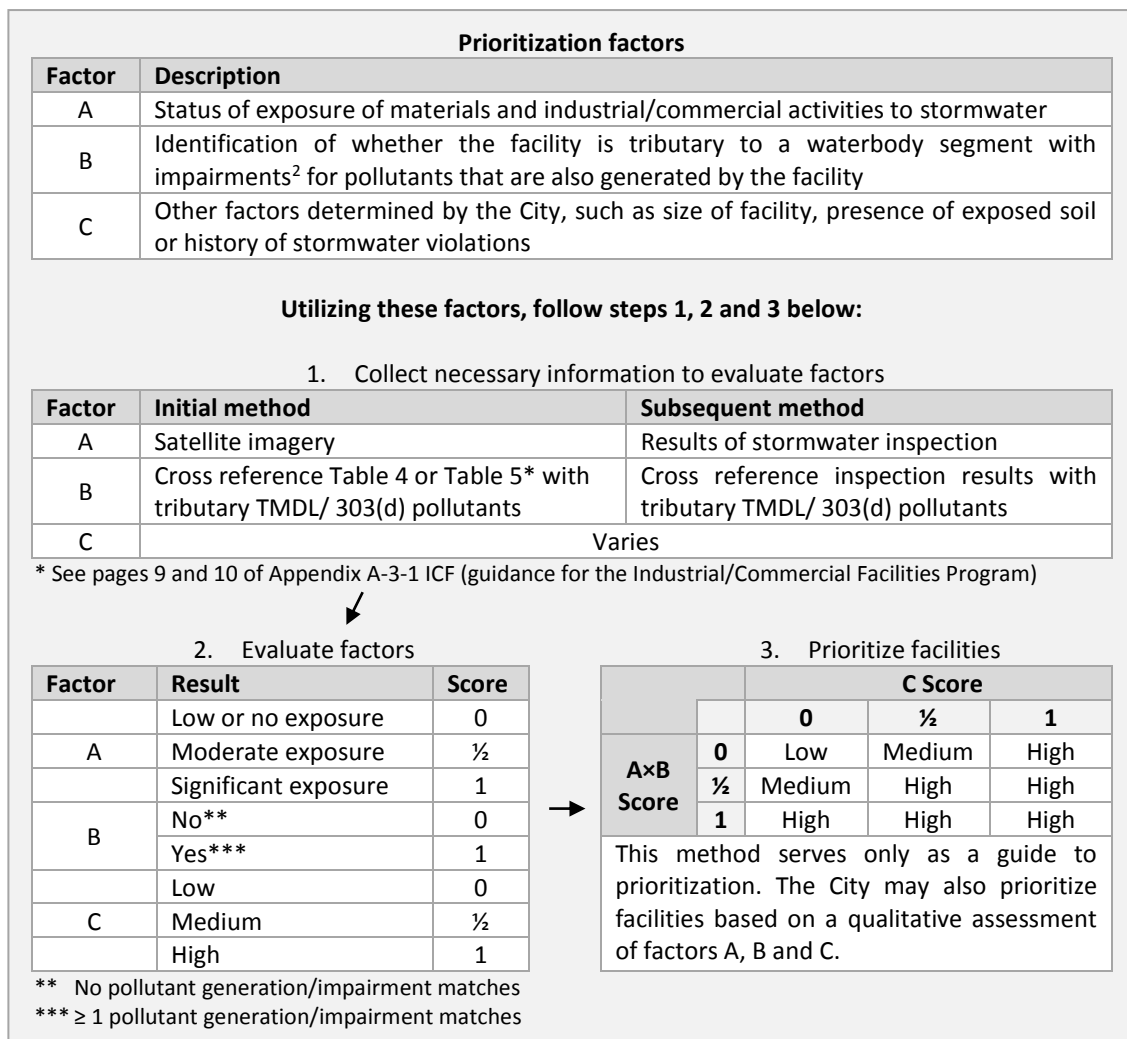 Prioritization factors
Factor Description
A Status of exposure of materials and industrial/commercial activities to stormwater
B Identification of whether the facility is tributary to a waterbody segment with
impairments2 for pollutants that are also generated by the facility
C Other factors determined by the City, such as size of facility, presence of exposed soil
or history of stormwater violations
Utilizing these factors, follow steps 1, 2 and 3 below:
1. Collect necessary information to evaluate factors
Factor Initial method Subsequent method
A Satellite imagery Results of stormwater inspection
B Cross reference Table 4 or Table 5* with Cross reference inspection results with
tributary TMDL/ 303(d) pollutants tributary TMDL/ 303(d) pollutants
C Varies
* See pages 9 and 10 of Appendix A-3-1 ICF (guidance for the Industrial/Commercial Facilities Program)
2. Evaluate factors
Factor Result Score
Low or no exposure 0
A Moderate exposure ½
Significant exposure 1
B No** 0
Yes*** 1
Low 0
C Medium ½
High 1
** No pollutant generation/impairment matches
*** ≥ 1 pollutant generation/impairment matches
3. Prioritize facilities
C Score
0 ½ 1
A×B Score
0 Low Medium High
½ Medium High High
1 High High High
This method serves only as a guide to
prioritization. The City may also prioritize
facilities based on a qualitative assessment
of factors A, B and C.